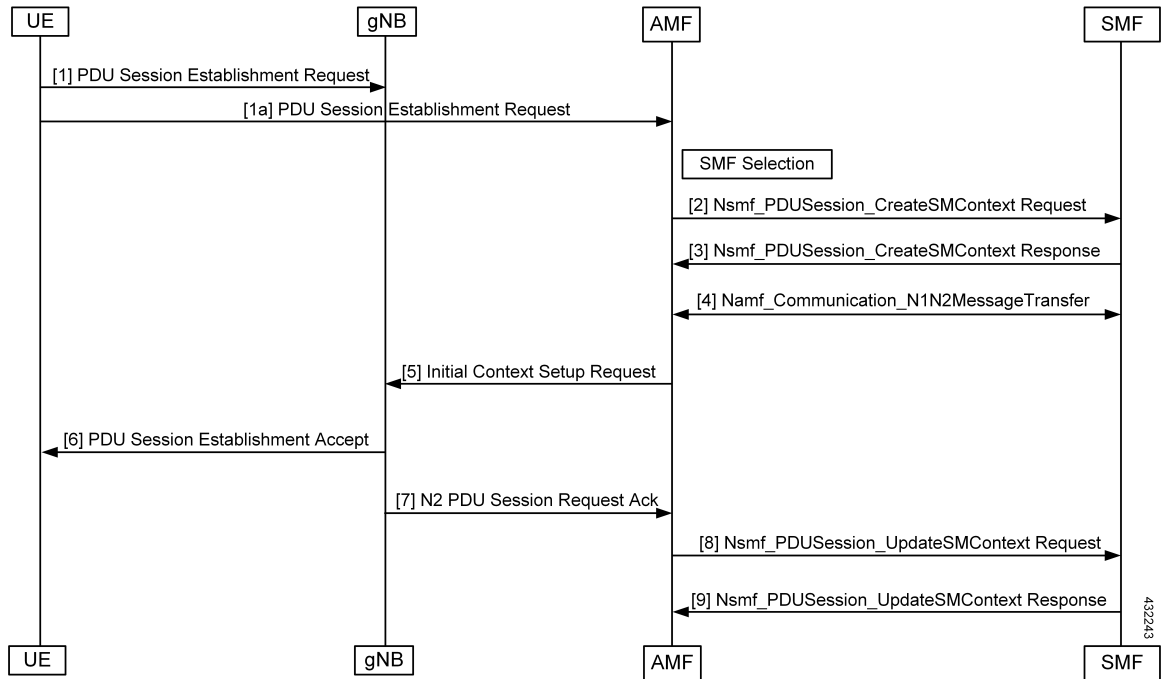 UE
gNB
AMF
SMF
[1] PDU Session Establishment Request
[1a] PDU Session Establishment Request
SMF Selection
[2] Nsmf_PDUSession_CreateSMContext Request
[3] Nsmf_PDUSession_CreateSMContext Response
[4] Namf_Communication_N1N2MessageTransfer
[5] Initial Context Setup Request
[6] PDU Session Establishment Accept
[7] N2 PDU Session Request Ack
[8] Nsmf_PDUSession_UpdateSMContext Request
[9] Nsmf_PDUSession_UpdateSMContext Response
432243
UE
gNB
AMF
SMF